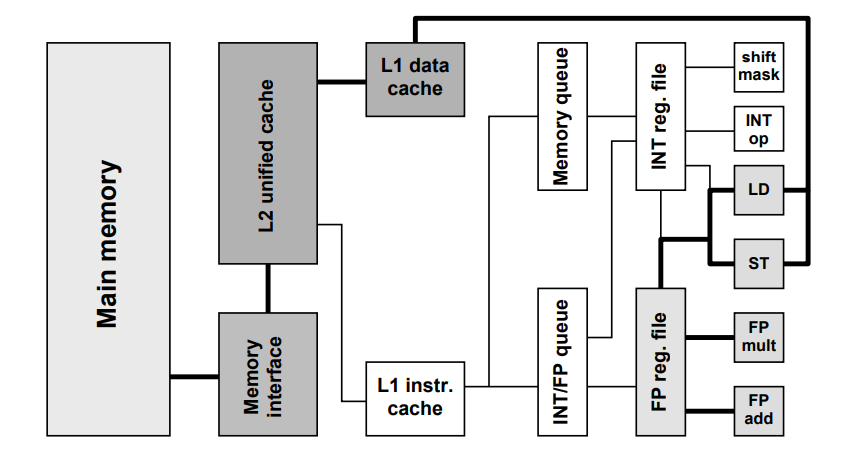 Main memory
L2 unified cache
Memory
interface
L1 data
cache
L1 instr.
cache
Memory queue
INT/FP queue
INT reg. file
FP reg. file
shift
mask
INT
op
LD
ST
FP
mult
FP
add